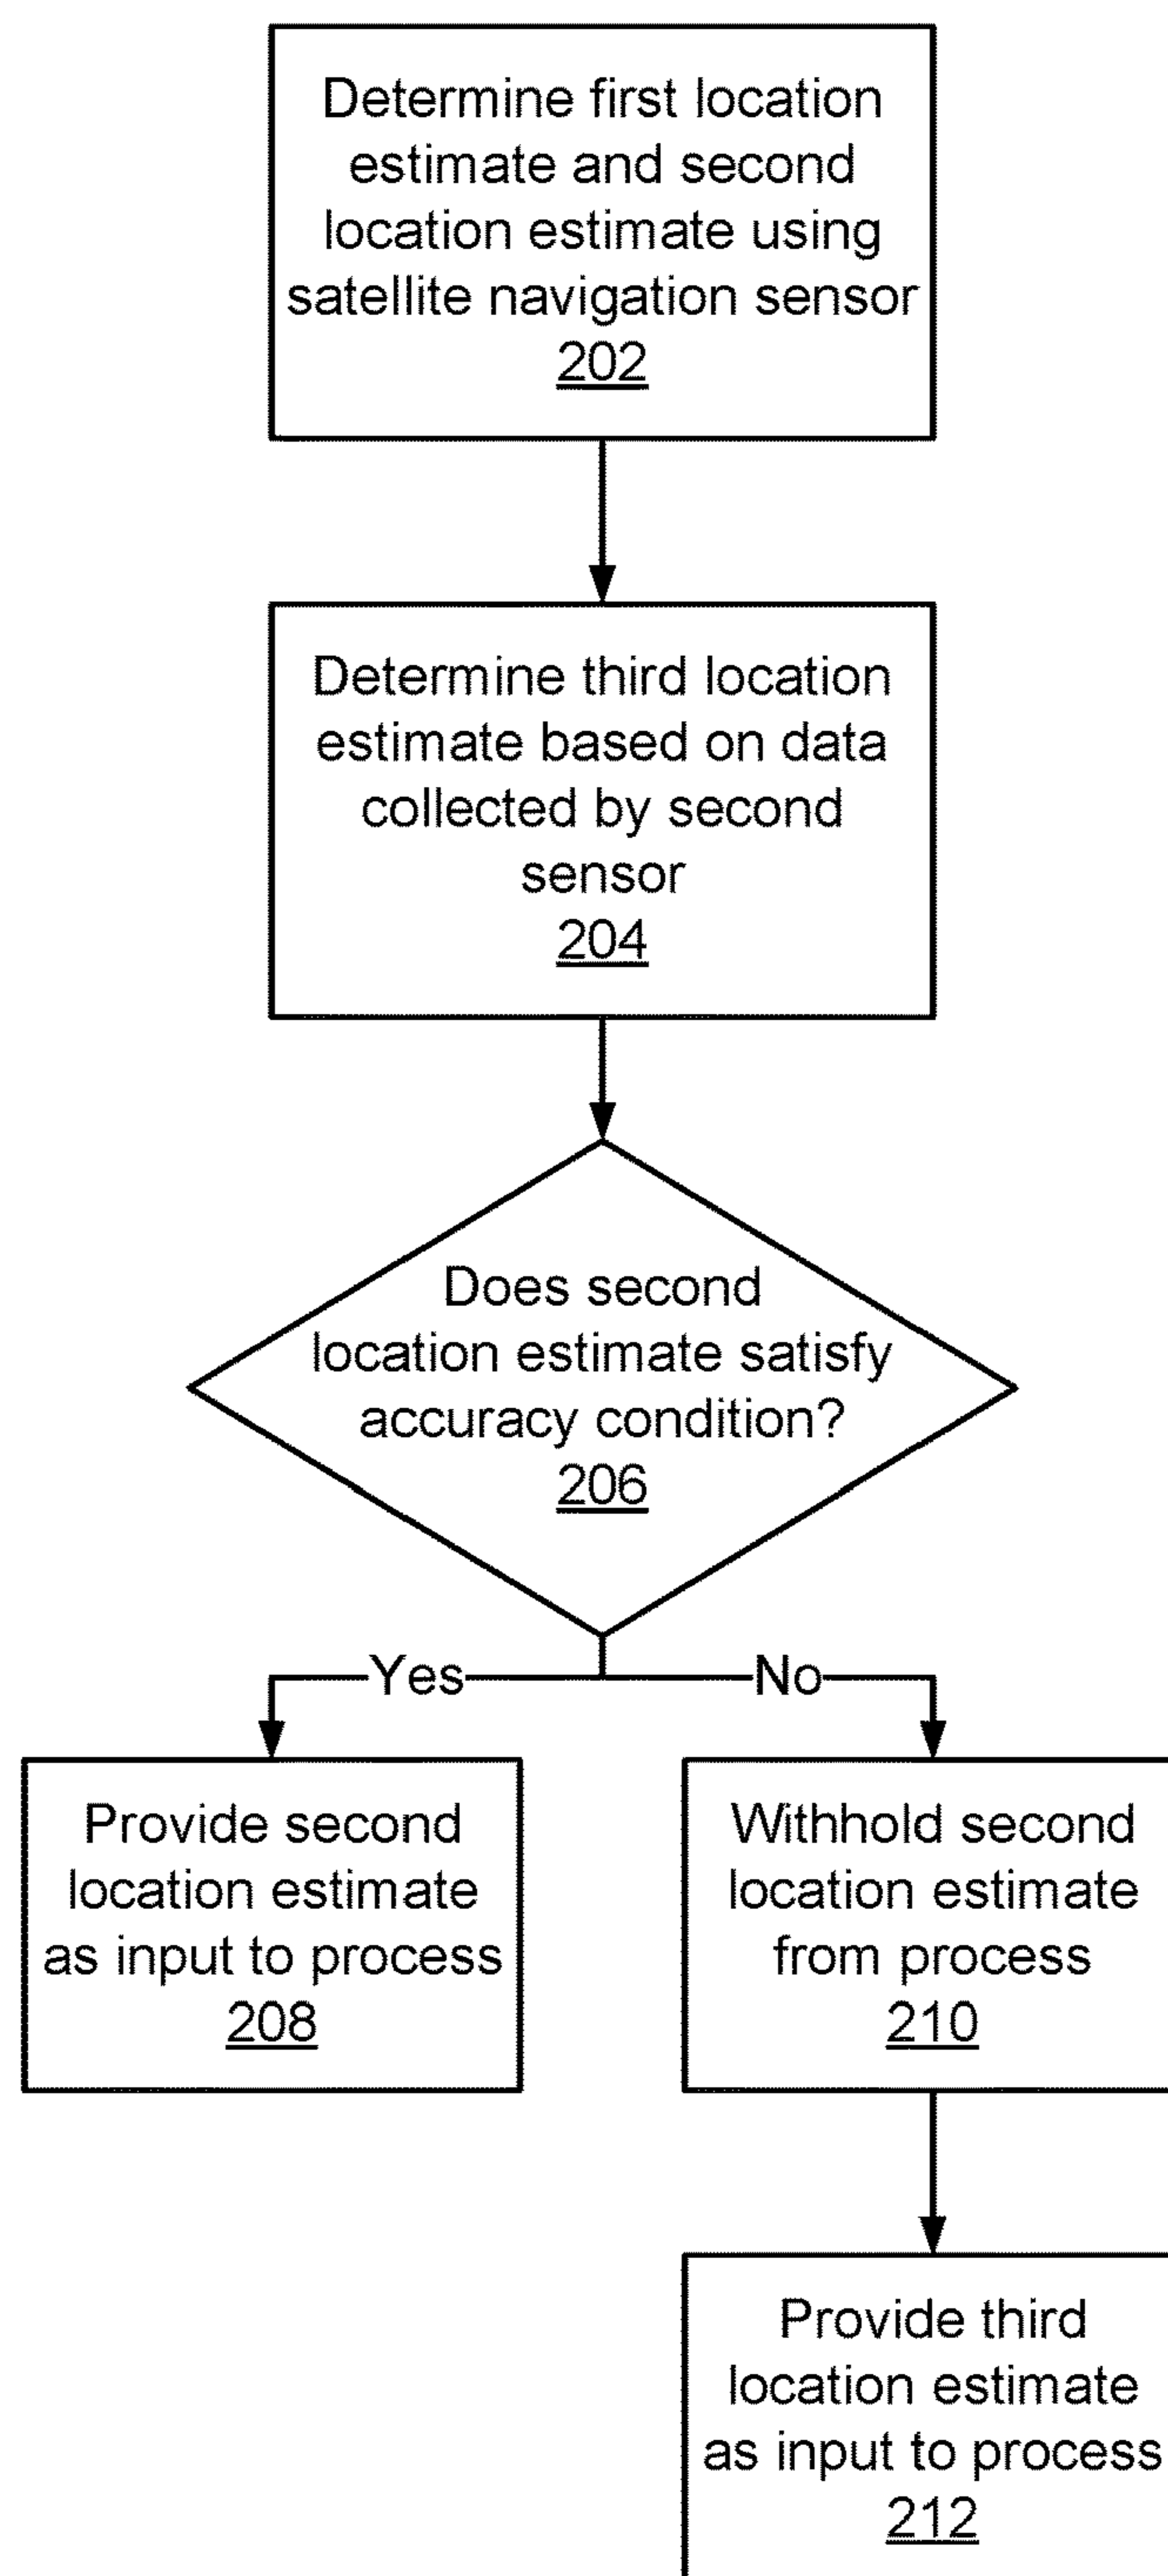 Determine first location
estimate and second
location estimate using
satellite navigation sensor
202
Determine third location
estimate based on data
collected by second
sensor
204
Does second
location estimate satisfy
accuracy condition?
206
Yes
No
Provide second
location estimate
as input to process
208
Withhold second
location estimate
from process
210
Provide third
location estimate
as input to process
212